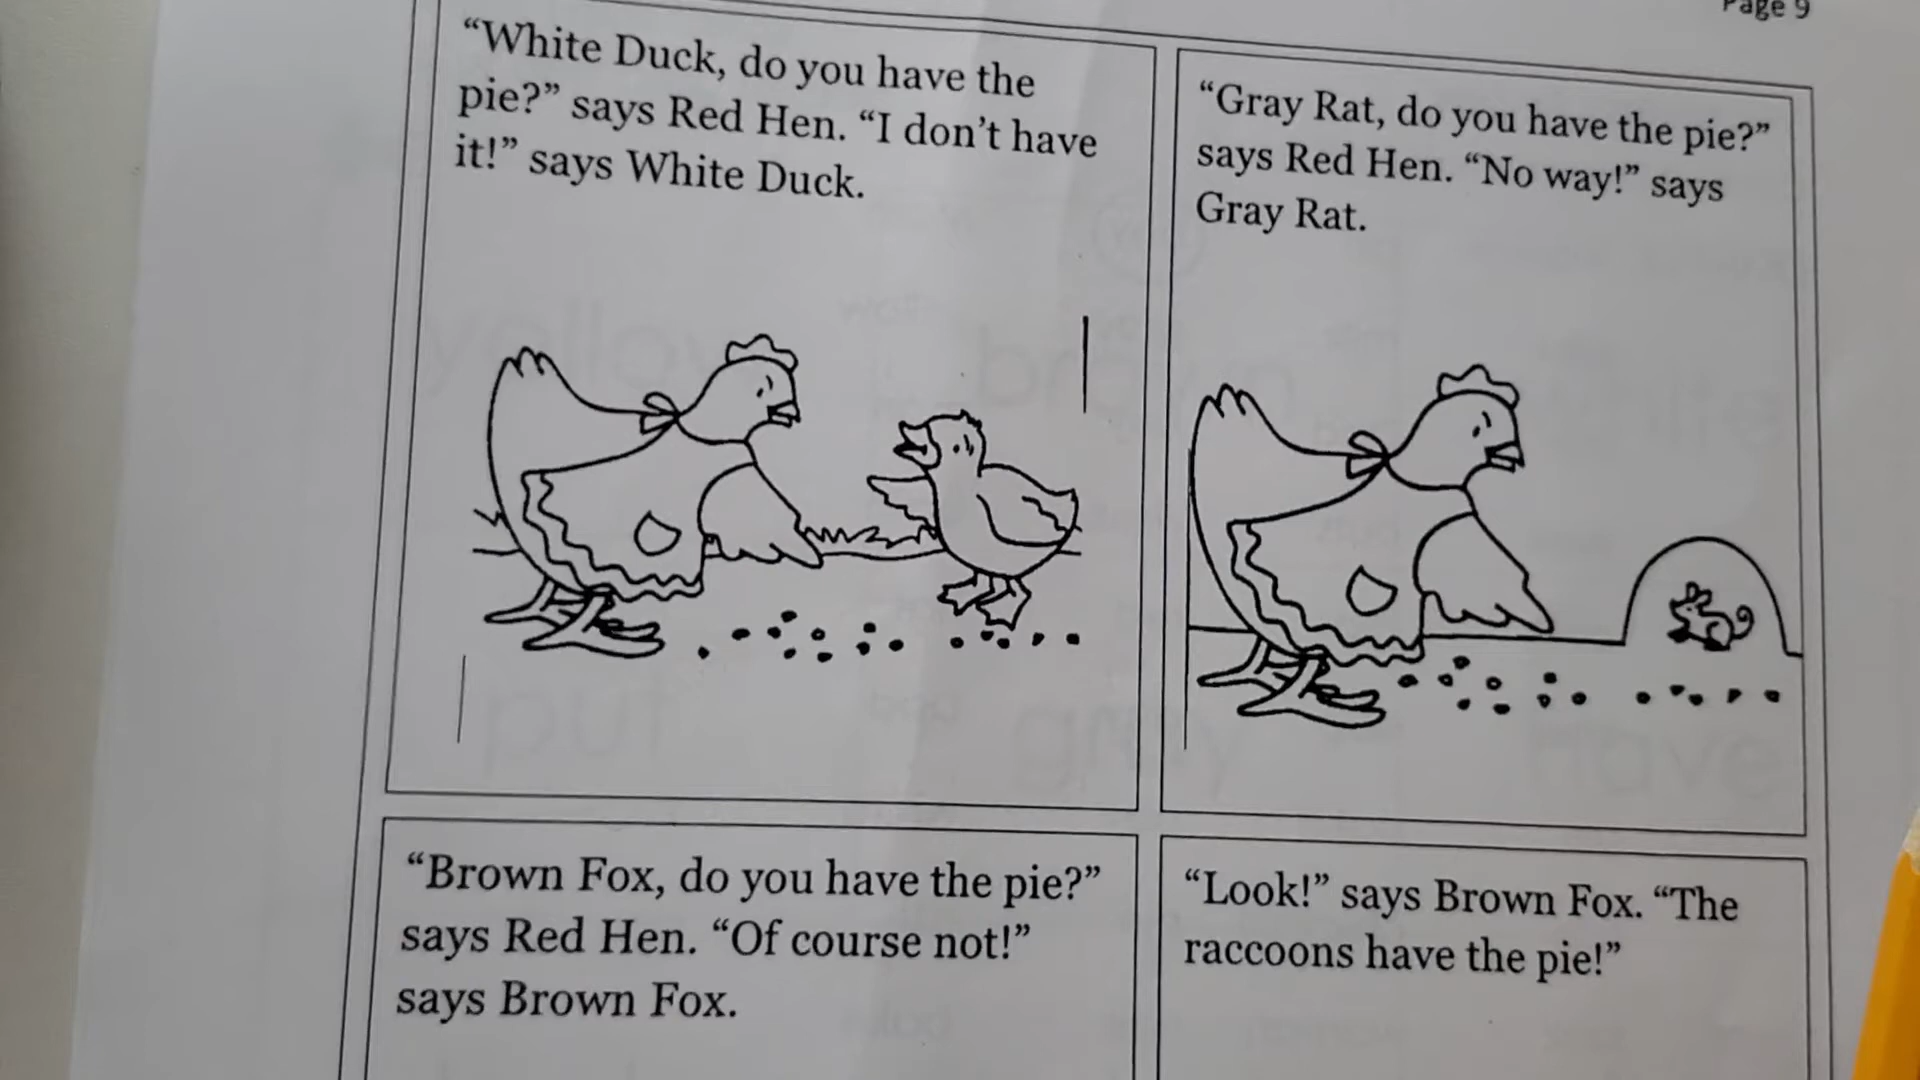 Page 9
“White Duck, do you have the
pie?” says Red Hen. “I don’t have
it!” says White Duck.
“Gray Rat, do you have the pie?”
says Red Hen. “No way!” says
Gray Rat.
“Brown Fox, do you have the pie?”
says Red Hen. “Of course not!”
says Brown Fox.
“Look!” says Brown Fox. “The
raccoons have the pie!”